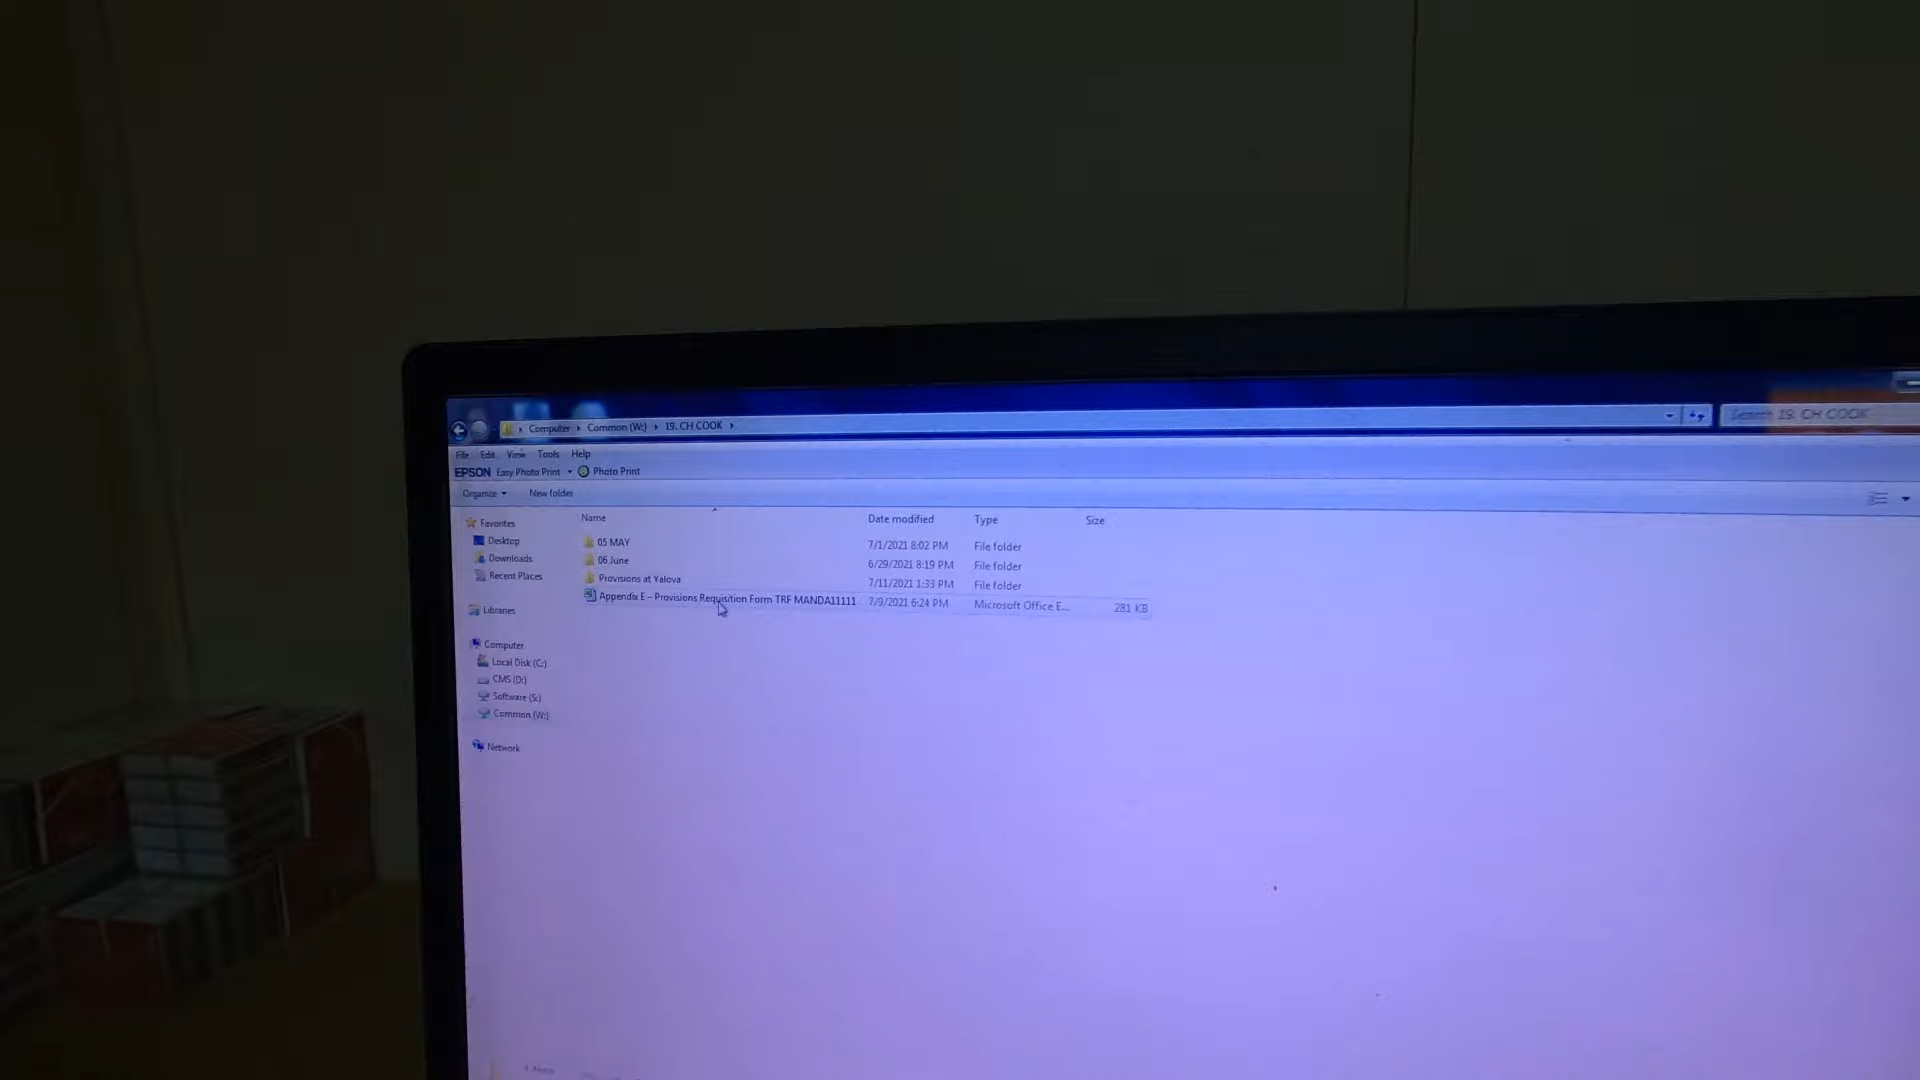 Computer Common (W:) 19. CH COOK
Search 19. CH COOK
File Edit View Tools Help
EPSON Easy Photo Print Photo Print
Organize New folder
Name Date modified Type Size
Favorites
Desktop
Downloads
Recent Places
Libraries
Computer
Local Disk (C:)
CMS (D:)
Software (S:)
Common (W:)
Network
05 MAY 7/1/2021 8:02 PM File folder
06 June 6/29/2021 8:19 PM File folder
Provisions at Yalova 7/11/2021 1:33 PM File folder
Appendix E – Provisions Requisition Form TRF MANDA11111 7/9/2021 6:24 PM Microsoft Office E... 281 KB